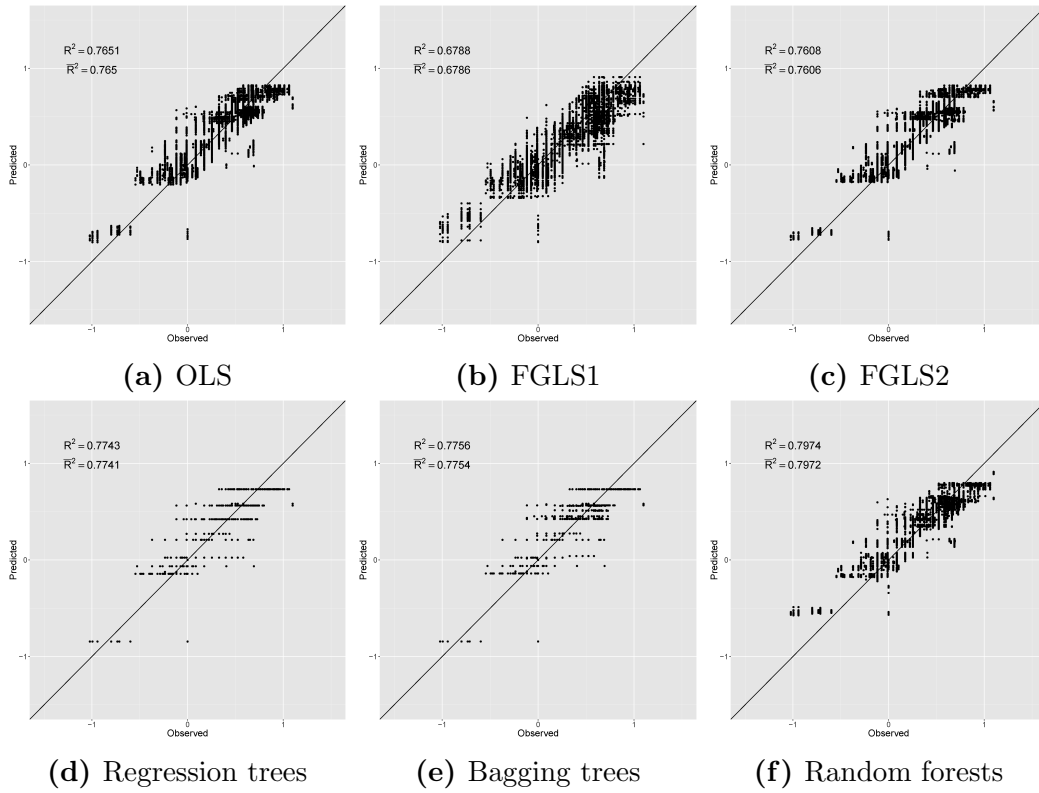 R² = 0.7651
R̅² = 0.765
1
0
−1
Predicted
−1 0 1
Observed
(a) OLS
R² = 0.6788
R̅² = 0.6786
1
0
−1
Predicted
−1 0 1
Observed
(b) FGLS1
R² = 0.7608
R̅² = 0.7606
1
0
−1
Predicted
−1 0 1
Observed
(c) FGLS2
R² = 0.7743
R̅² = 0.7741
1
0
−1
Predicted
−1 0 1
Observed
(d) Regression trees
R² = 0.7756
R̅² = 0.7754
1
0
−1
Predicted
−1 0 1
Observed
(e) Bagging trees
R² = 0.7974
R̅² = 0.7972
1
0
−1
Predicted
−1 0 1
Observed
(f) Random forests